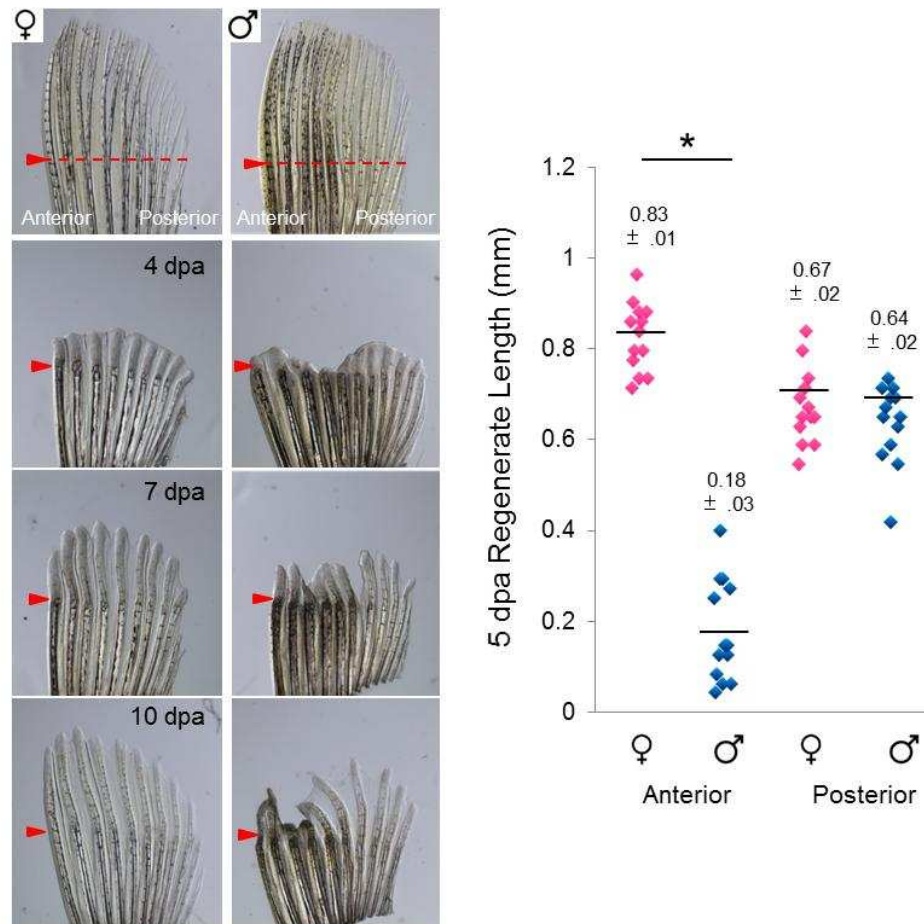 ♀
♂
Anterior
Posterior
Anterior
Posterior
4 dpa
7 dpa
10 dpa
5 dpa Regenerate Length (mm)
*
1.2
1
0.8
0.6
0.4
0.2
0
0.83
± .01
0.18
± .03
0.67
± .02
0.64
± .02
♀
♂
♀
♂
Anterior
Posterior